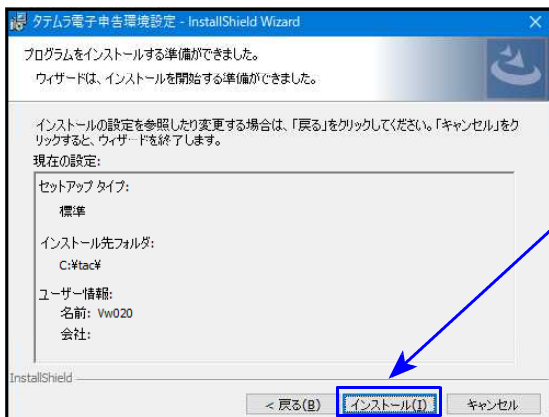 タテムラ電子申告環境設定 - InstallShield Wizard
プログラムをインストールする準備ができました。
ウィザードは、インストールを開始する準備ができました。
インストールの設定を参照したり変更する場合は、「戻る」をクリックしてください。「キャンセル」をク
リックすると、ウィザードを終了します。
現在の設定:
セットアップ タイプ:
標準
インストール先フォルダ:
C:¥tac¥
ユーザー情報:
名前: Vw020
会社:
InstallShield
< 戻る(B)
インストール(I)
キャンセル